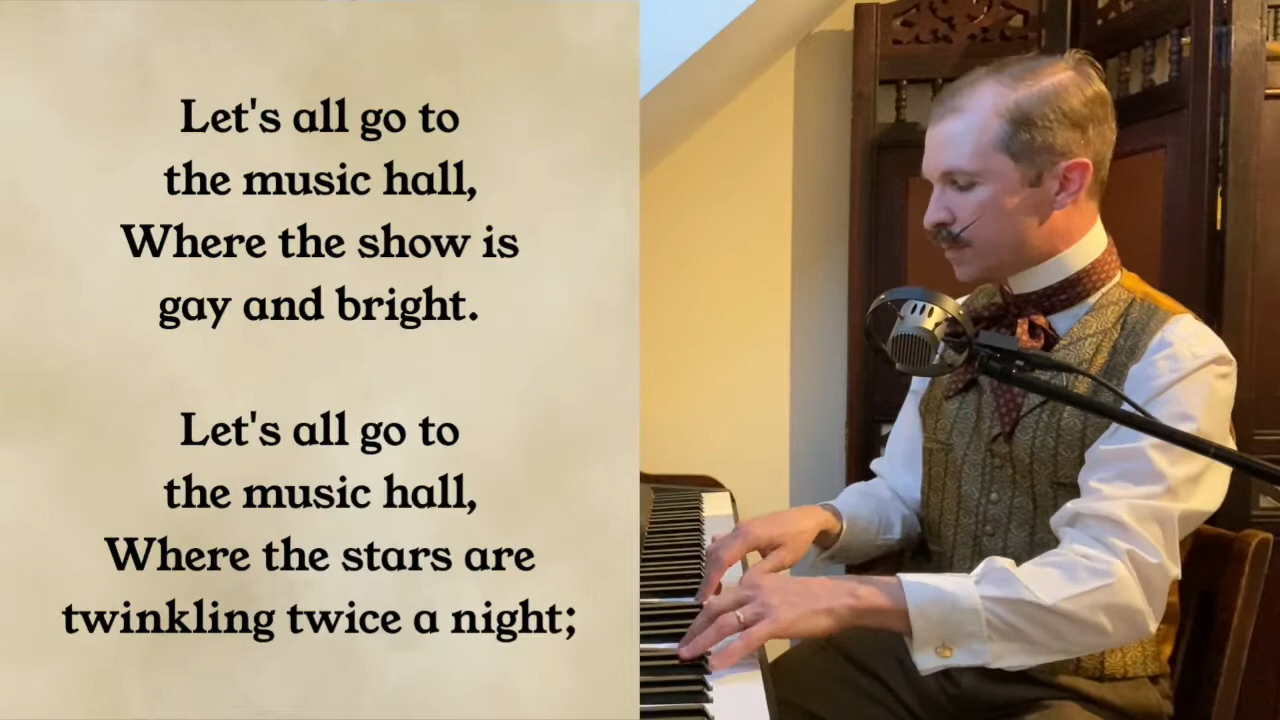 Let's all go to
the music hall,
Where the show is
gay and bright.
Let's all go to
the music hall,
Where the stars are
twinkling twice a night;